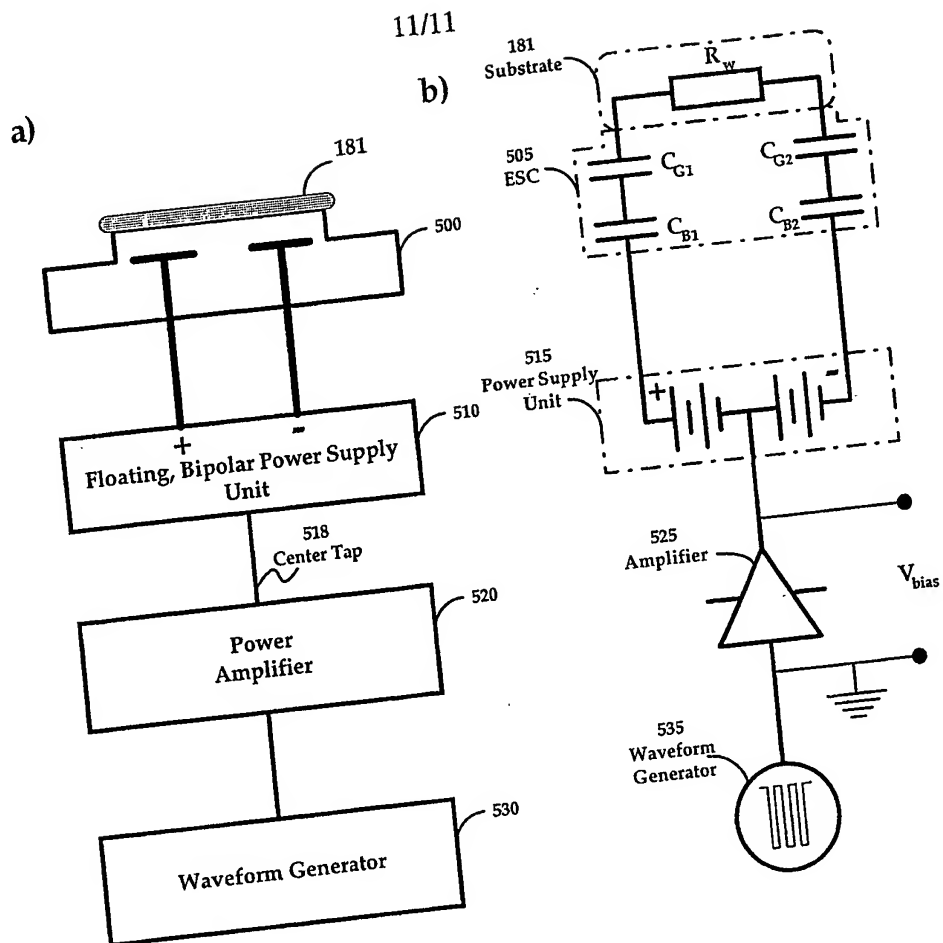 11/11
a)
181
500
+
-
510
Floating, Bipolar Power Supply
Unit
518
Center Tap
520
Power
Amplifier
530
Waveform Generator
b)
181
Substrate
R_w
505
ESC
C_G1
C_G2
C_B1
C_B2
515
Power Supply
Unit
+
-
525
Amplifier
V_bias
535
Waveform
Generator